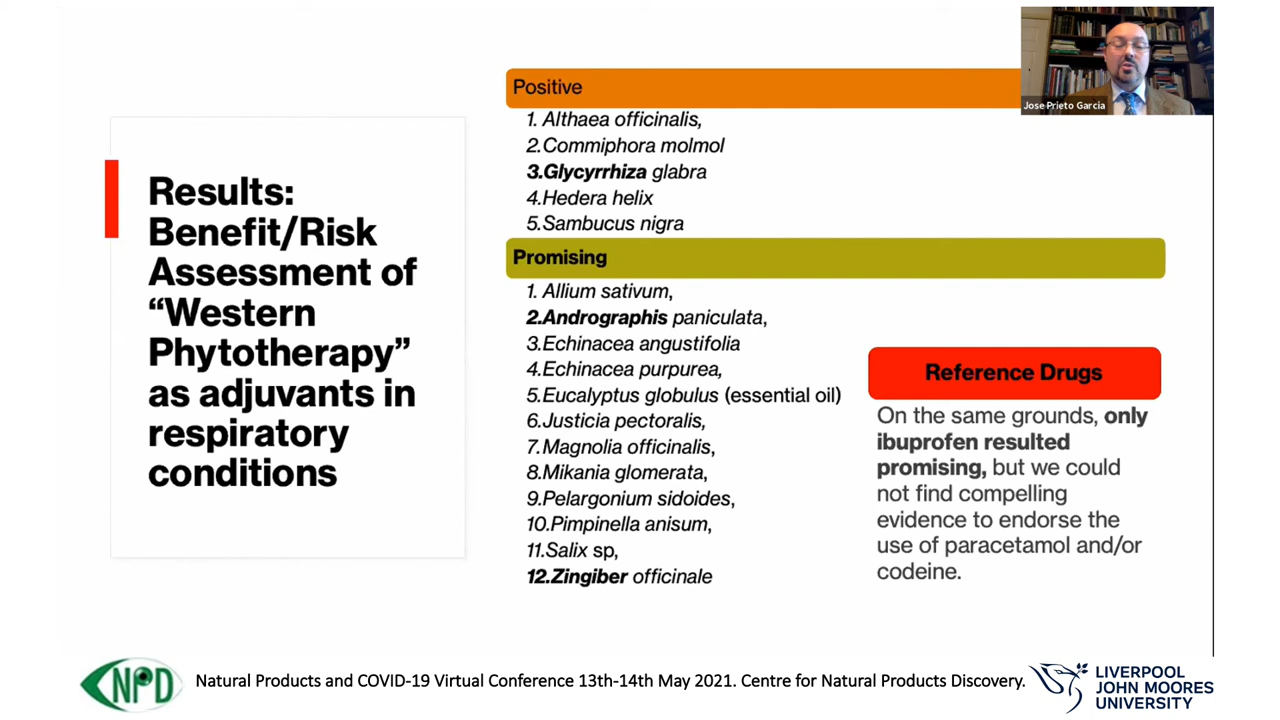 Results:
Benefit/Risk
Assessment of
“Western
Phytotherapy”
as adjuvants in
respiratory
conditions
Positive
1. Althaea officinalis,
2. Commiphora molmol
3.Glycyrrhiza glabra
4.Hedera helix
5.Sambucus nigra
Promising
1. Allium sativum,
2.Andrographis paniculata,
3.Echinacea angustifolia
4.Echinacea purpurea,
5.Eucalyptus globulus (essential oil)
6.Justicia pectoralis,
7.Magnolia officinalis,
8.Mikania glomerata,
9.Pelargonium sidoides,
10.Pimpinella anisum,
11.Salix sp,
12.Zingiber officinale
Reference Drugs
On the same grounds, only
ibuprofen resulted
promising, but we could
not find compelling
evidence to endorse the
use of paracetamol and/or
codeine.
Jose Prieto Garcia
NPD
Natural Products and COVID-19 Virtual Conference 13th-14th May 2021. Centre for Natural Products Discovery.
LIVERPOOL
JOHN MOORES
UNIVERSITY